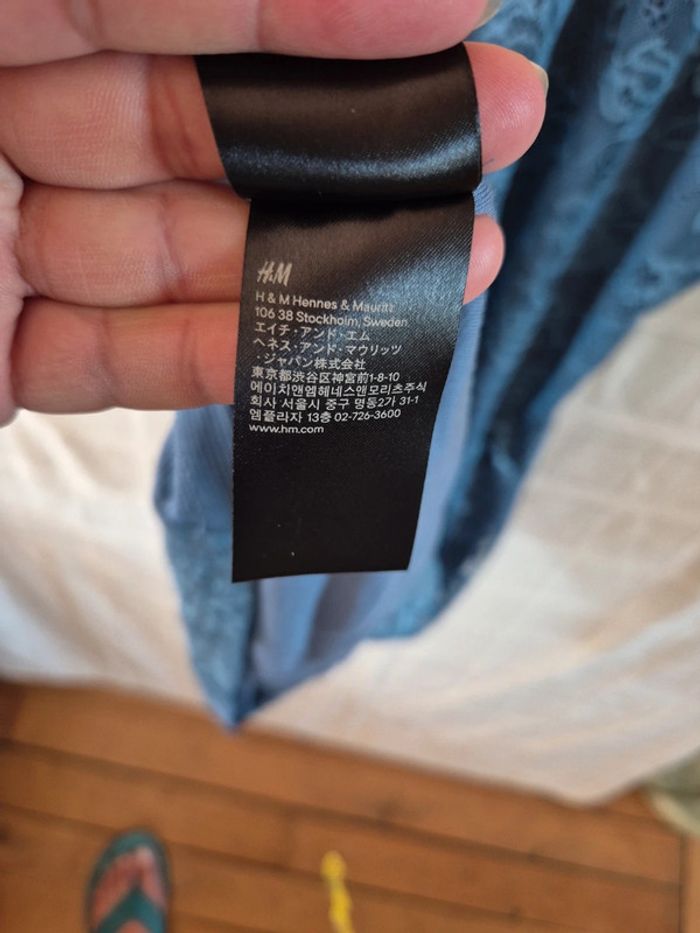 H&M
H & M Hennes & Mauritz
106 38 Stockholm, Sweden
エイチ・アンド・エム
ヘネス・アンド・マウリッツ
・ジャパン株式会社
東京都渋谷区神宮前1-8-10
에이치앤엠헤네스앤모리츠주식
회사 서울시 중구 명동2가 31-1
엠플라자 13층 02-726-3600
www.hm.com